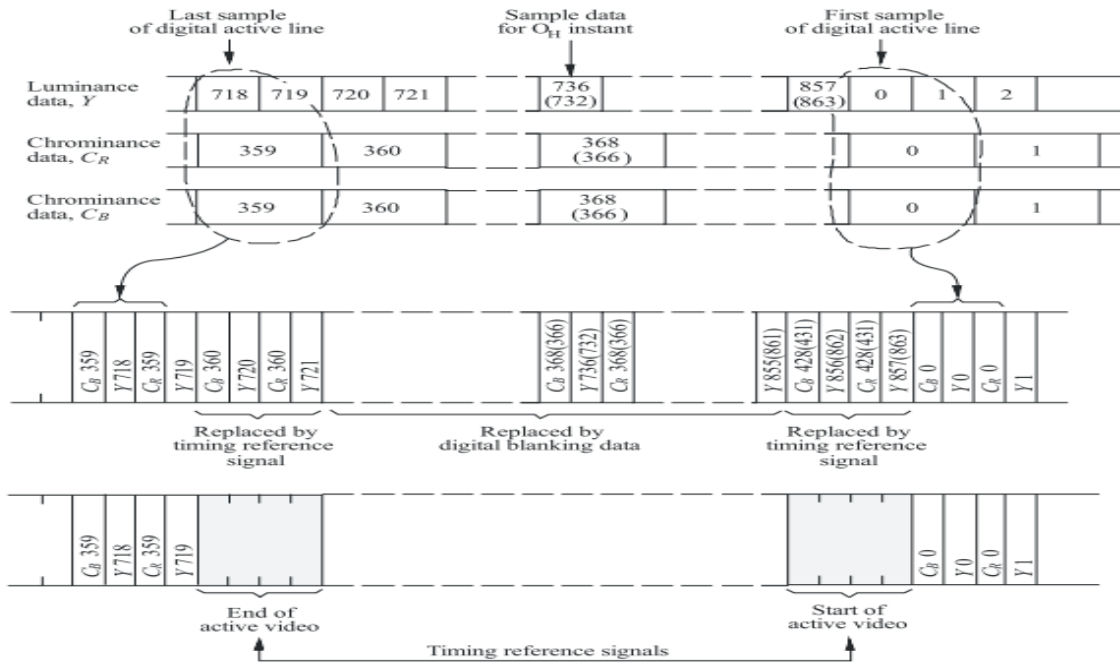 Last sample
of digital active line
Sample data
for O_H instant
First sample
of digital active line
Luminance
data, Y
718 719 720 721 736
(732) 857
(863) 0 1 2
Chrominance
data, C_R
359 360 368
(366) 0 1
Chrominance
data, C_B
359 360 368
(366) 0 1
C_B 359
Y 718
C_R 359
Y 719
C_B 360
Y 720
C_R 360
Y 721
C_B 368(366)
Y 736(732)
C_R 368(366)
Y 855(861)
C_B 428(431)
Y 856(862)
C_R 428(431)
Y 857(863)
C_B 0
Y 0
C_R 0
Y 1
Replaced by
timing reference
signal
Replaced by
digital blanking data
Replaced by
timing reference
signal
C_B 359
Y 718
C_R 359
Y 719
C_B 0
Y 0
C_R 0
Y 1
End of
active video
Start of
active video
Timing reference signals